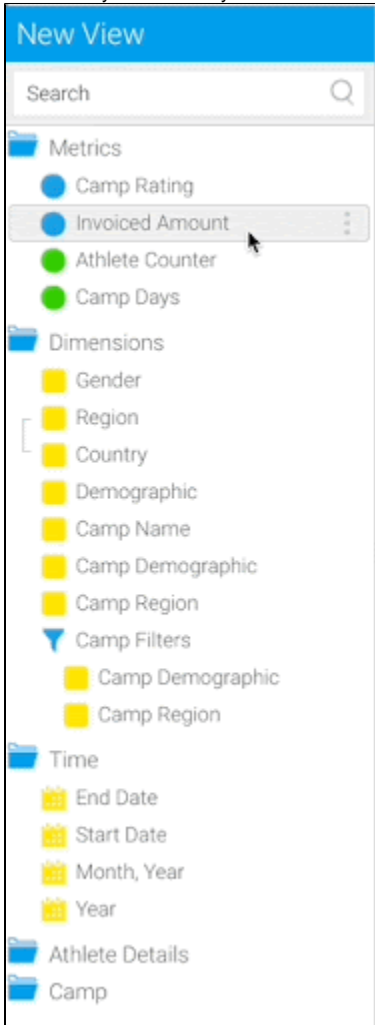 New View
Search
Metrics
Camp Rating
Invoiced Amount
Athlete Counter
Camp Days
Dimensions
Gender
Region
Country
Demographic
Camp Name
Camp Demographic
Camp Region
Camp Filters
Camp Demographic
Camp Region
Time
End Date
Start Date
Month, Year
Year
Athlete Details
Camp